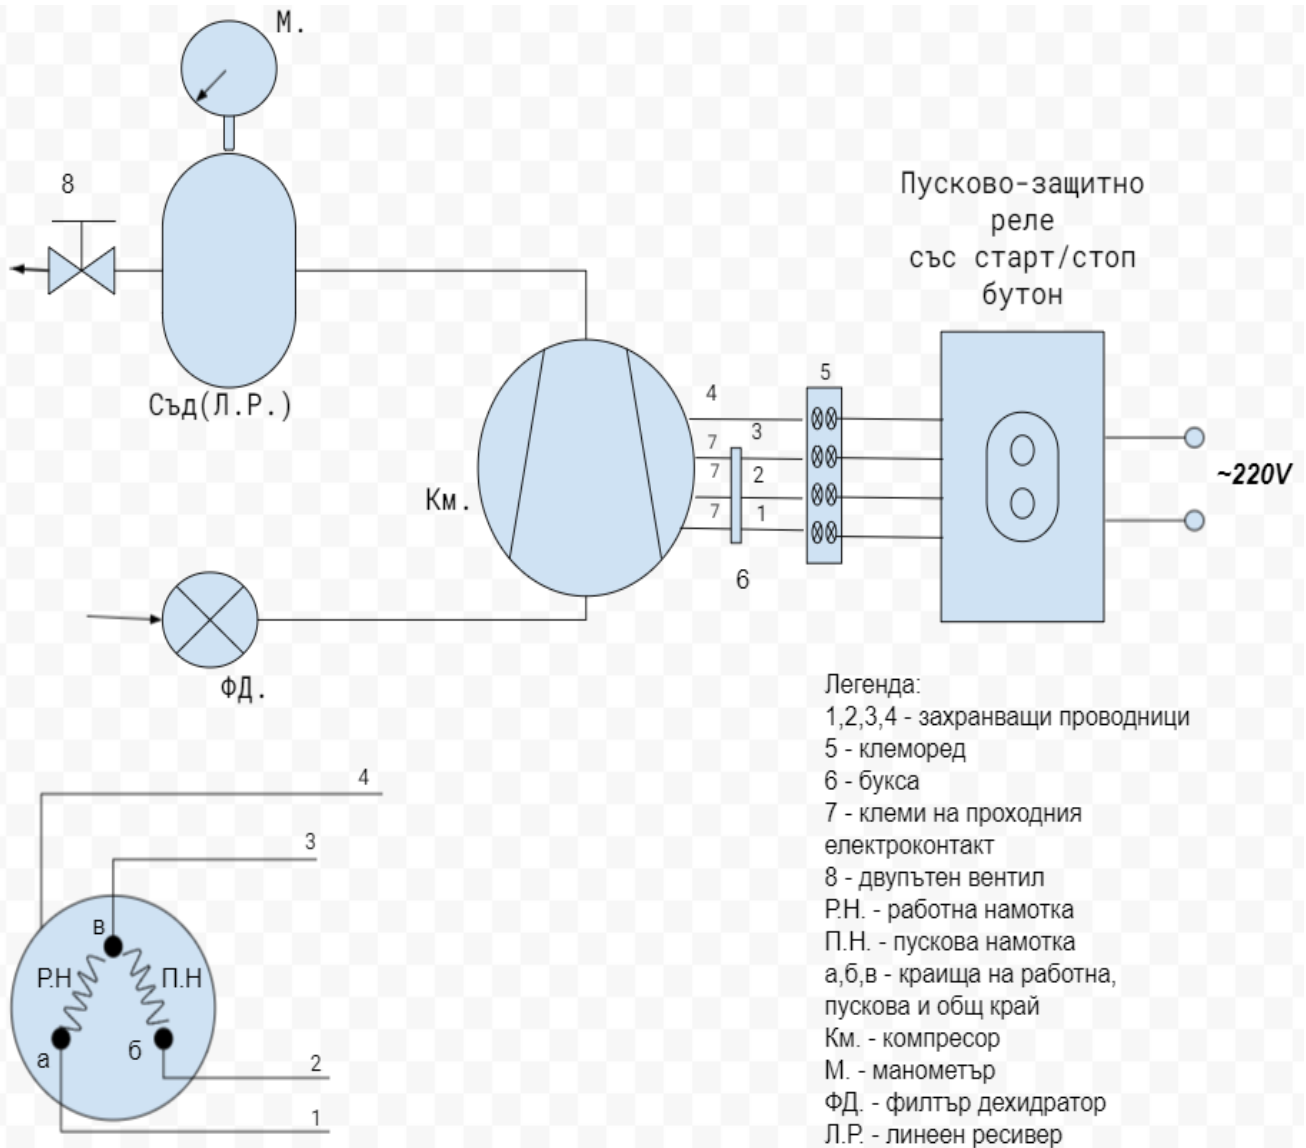 М.
8
Съд(Л.Р.)
Пусково-защитно
реле
със старт/стоп
бутон
5
4
3
7
7
2
7
1
6
Км.
~220V
ФД.
4
3
в
Р.Н
П.Н
а
б
2
1
Легенда:
1,2,3,4 - захранващи проводници
5 - клеморед
6 - букса
7 - клеми на проходния
електроконтакт
8 - двупътен вентил
Р.Н. - работна намотка
П.Н. - пускова намотка
а,б,в - краища на работна,
пускова и общ край
Км. - компресор
М. - манометър
ФД. - филтър дехидратор
Л.Р. - линеен ресивер